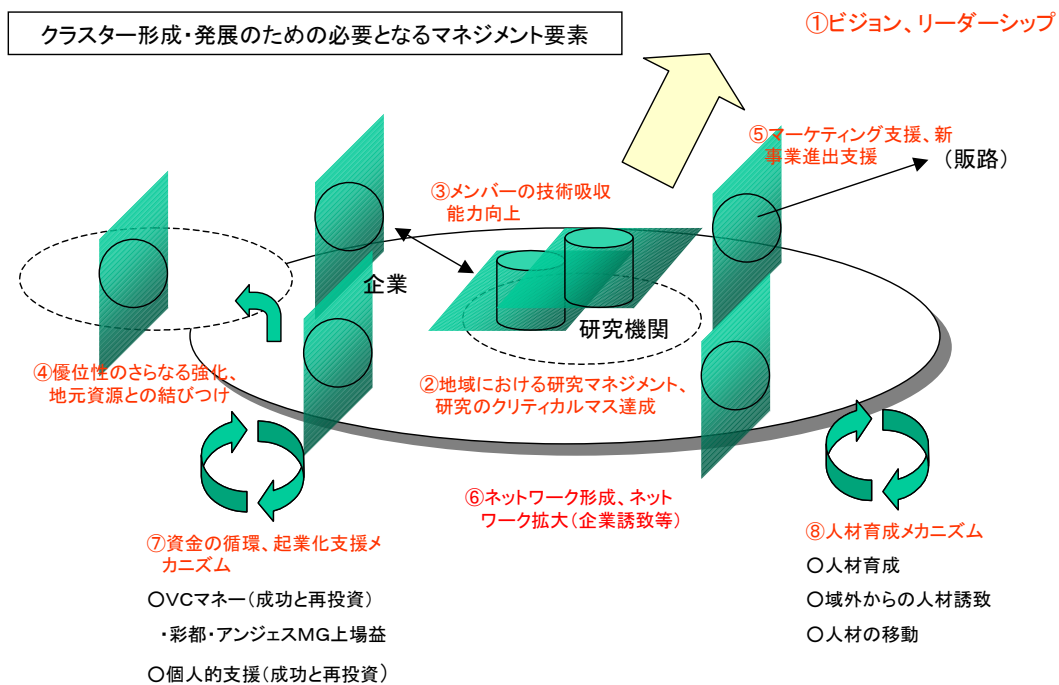 クラスター形成・発展のための必要となるマネジメント要素
①ビジョン、リーダーシップ
⑤マーケティング支援、新
事業進出支援
（販路）
③メンバーの技術吸収
能力向上
企業
研究機関
④優位性のさらなる強化、
地元資源との結びつけ
②地域における研究マネジメント、
研究のクリティカルマス達成
⑥ネットワーク形成、ネット
ワーク拡大（企業誘致等）
⑦資金の循環、起業化支援メ
カニズム
○VCマネー（成功と再投資）
・彩都・アンジェスMG上場益
○個人的支援（成功と再投資）
⑧人材育成メカニズム
○人材育成
○域外からの人材誘致
○人材の移動